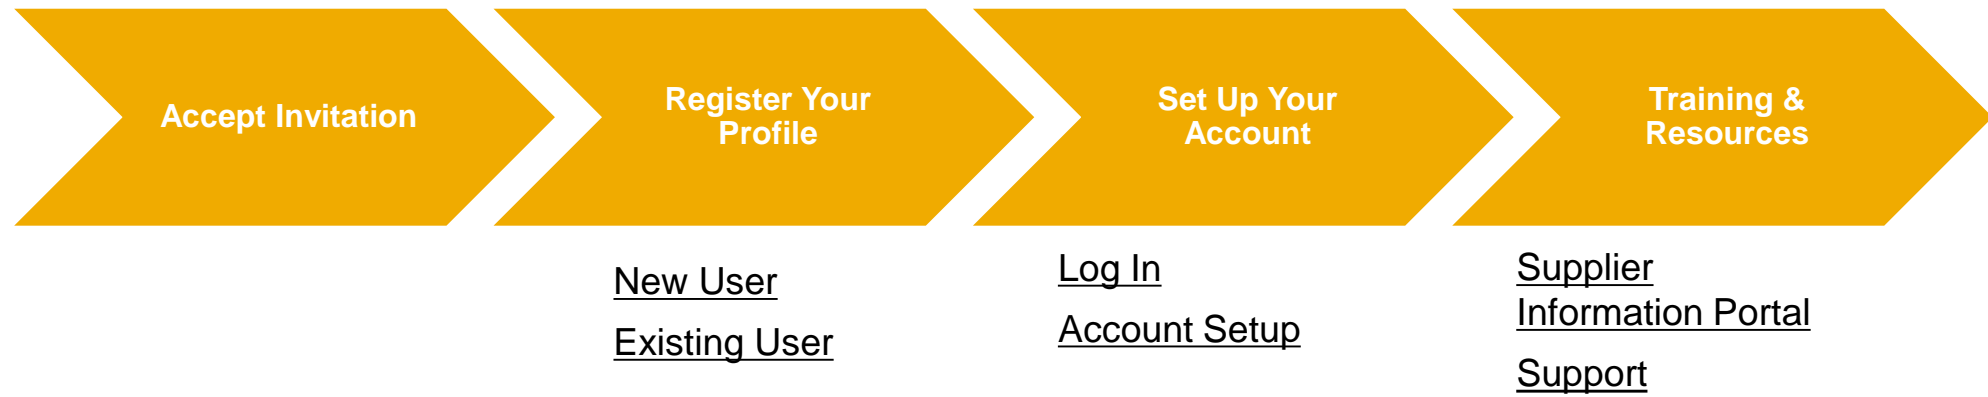 Accept Invitation
Register Your
Profile
Set Up Your
Account
Training &
Resources
New User
Existing User
Log In
Account Setup
Supplier
Information Portal
Support